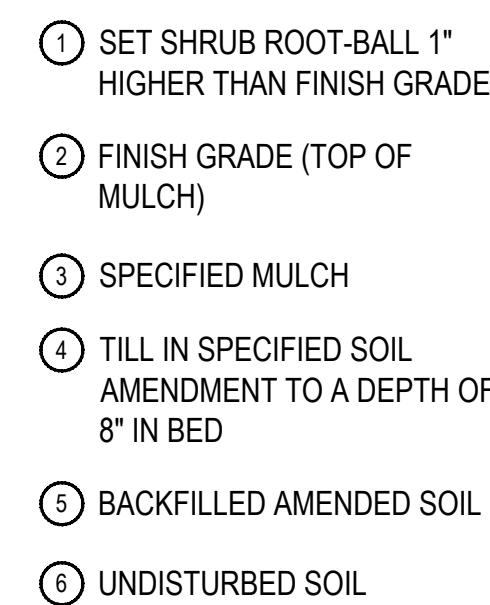 1 SET SHRUB ROOT-BALL 1"
HIGHER THAN FINISH GRADE
2 FINISH GRADE (TOP OF
MULCH)
3 SPECIFIED MULCH
4 TILL IN SPECIFIED SOIL
AMENDMENT TO A DEPTH OF
8" IN BED
5 BACKFILLED AMENDED SOIL
6 UNDISTURBED SOIL